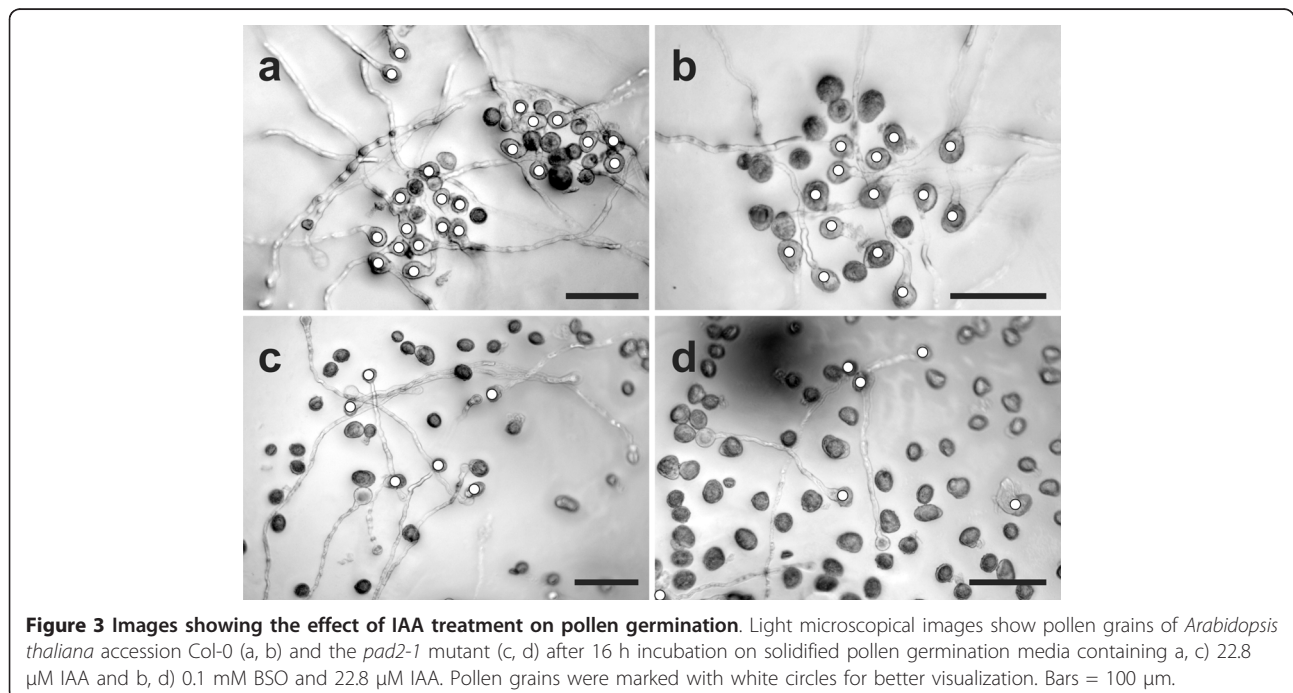 a
b
c
d
Figure 3 Images showing the effect of IAA treatment on pollen germination. Light microscopical images show pollen grains of Arabidopsis
thaliana accession Col-0 (a, b) and the pad2-1 mutant (c, d) after 16 h incubation on solidified pollen germination media containing a, c) 22.8
μM IAA and b, d) 0.1 mM BSO and 22.8 μM IAA. Pollen grains were marked with white circles for better visualization. Bars = 100 μm.